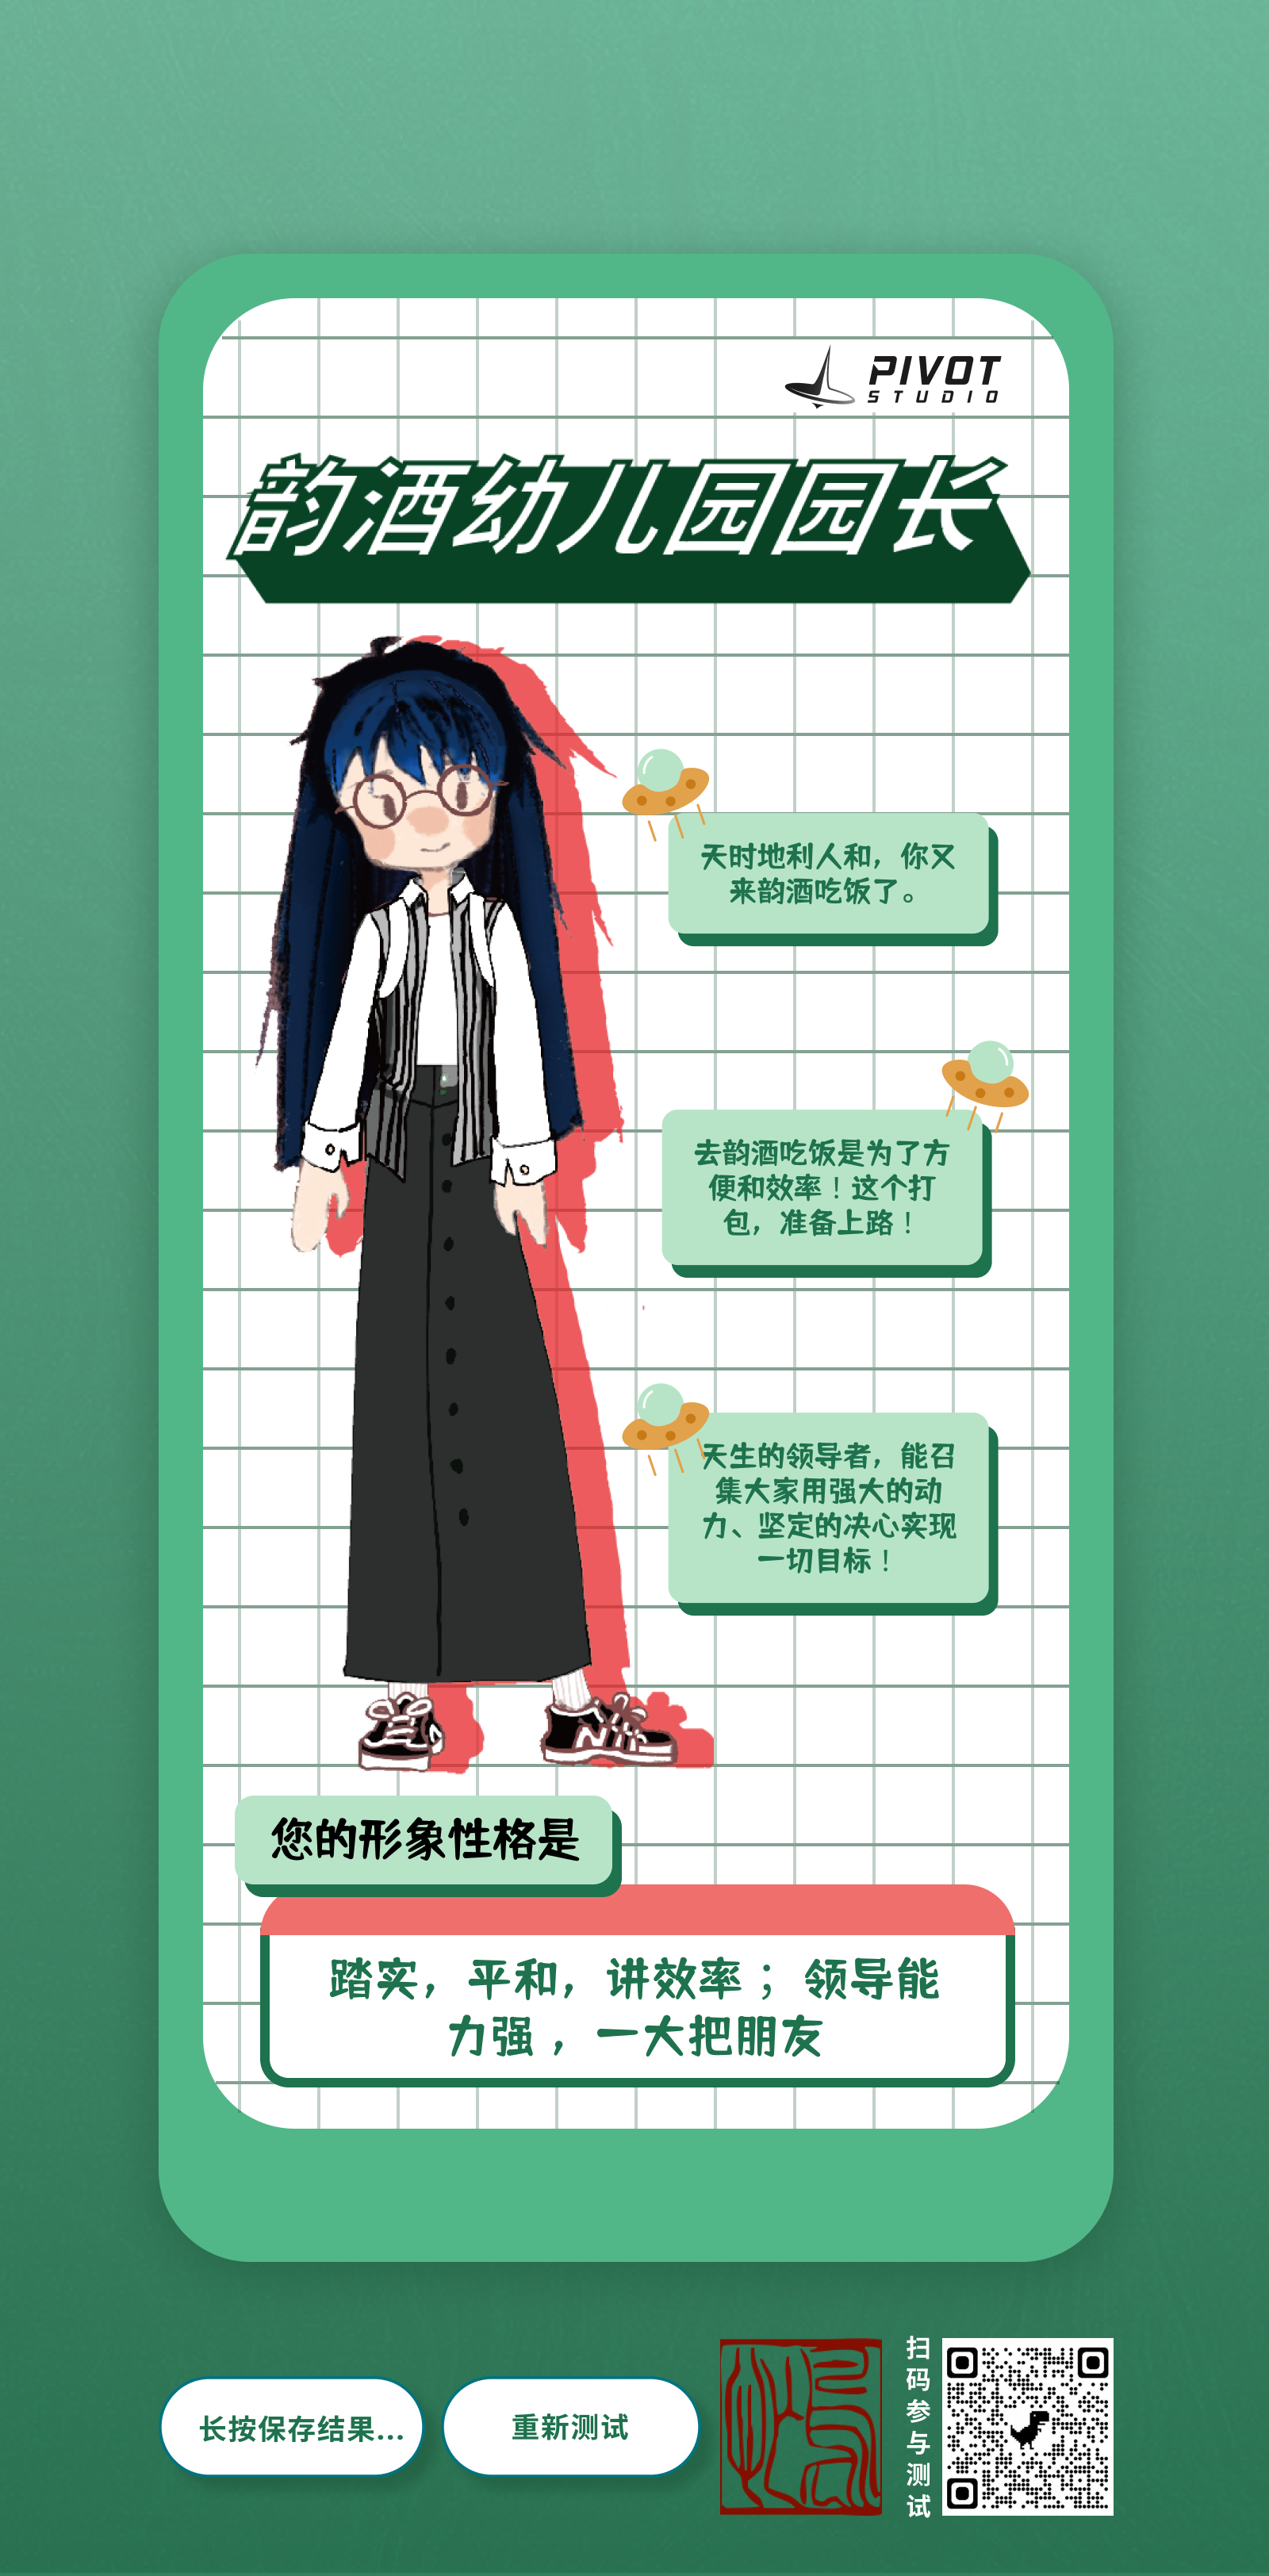 PIVOT
STUDIO
韵酒幼儿园园长
天时地利人和，你又
来韵酒吃饭了。
去韵酒吃饭是为了方
便和效率！这个打
包，准备上路！
天生的领导者，能召
集大家用强大的动
力、坚定的决心实现
一切目标！
您的形象性格是
踏实，平和，讲效率；领导能
力强，一大把朋友
长按保存结果...
重新测试
扫码参与测试